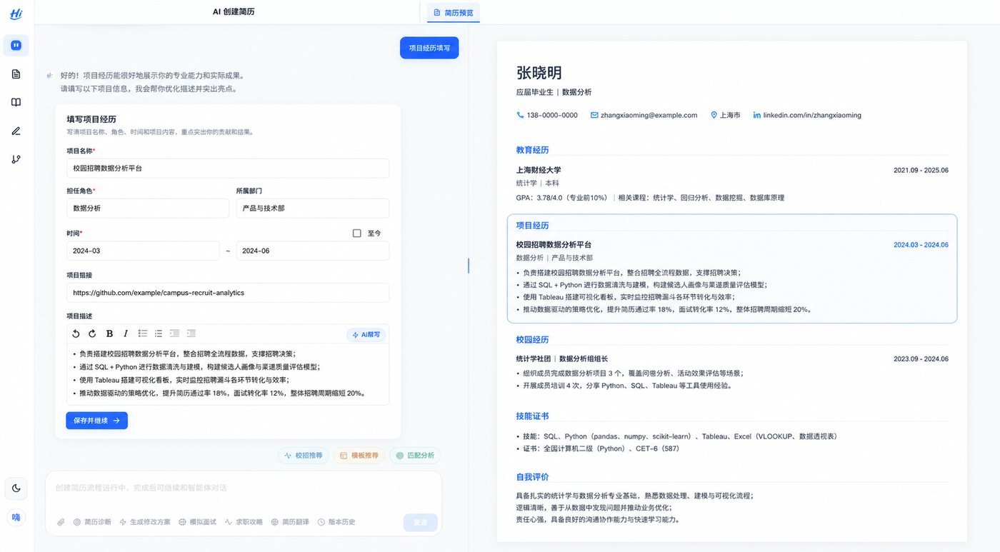 Hi
AI 创建简历
简历预览
项目经历填写
好的！项目经历能很好地展示你的专业能力和实际成果。
请填写以下项目信息，我会帮你优化描述并突出亮点。
填写项目经历
写清项目名称、角色、时间和项目内容，重点突出你的贡献和结果。
项目名称*
校园招聘数据分析平台
担任角色* 所属部门
数据分析 产品与技术部
时间* 至今
2024-03 ~ 2024-06
项目链接
https://github.com/example/campus-recruit-analytics
项目描述
B I AI帮写
• 负责搭建校园招聘数据分析平台，整合招聘全流程数据，支撑招聘决策；
• 通过 SQL + Python 进行数据清洗与建模，构建候选人画像与渠道质量评估模型；
• 使用 Tableau 搭建可视化看板，实时监控招聘漏斗各环节转化与效率；
• 推动数据驱动的策略优化，提升简历通过率 18%，面试转化率 12%，整体招聘周期缩短 20%。
保存并继续 →
校招推荐 模板推荐 匹配分析
创建简历流程进行中，完成后可继续和智能体对话
简历诊断 生成修改方案 模拟面试 求职攻略 简历翻译 版本历史
发送
嗨
张晓明
应届毕业生 | 数据分析
138-0000-0000 zhangxiaoming@example.com 上海市 linkedin.com/in/zhangxiaoming
教育经历
上海财经大学 2021.09 - 2025.06
统计学 | 本科
GPA：3.78/4.0（专业前10%） | 相关课程：统计学、回归分析、数据挖掘、数据库原理
项目经历
校园招聘数据分析平台 2024.03 - 2024.06
数据分析 | 产品与技术部
• 负责搭建校园招聘数据分析平台，整合招聘全流程数据，支撑招聘决策；
• 通过 SQL + Python 进行数据清洗与建模，构建候选人画像与渠道质量评估模型；
• 使用 Tableau 搭建可视化看板，实时监控招聘漏斗各环节转化与效率；
• 推动数据驱动的策略优化，提升简历通过率 18%，面试转化率 12%，整体招聘周期缩短 20%。
校园经历
统计学社团 | 数据分析组组长 2023.09 - 2024.06
• 组织成员完成数据分析项目 3 个，覆盖问卷分析、活动效果评估等场景；
• 开展成员培训 4 次，分享 Python、SQL、Tableau 等工具使用经验。
技能证书
• 技能：SQL、Python（pandas、numpy、scikit-learn）、Tableau、Excel（VLOOKUP、数据透视表）
• 证书：全国计算机二级（Python）、CET-6（587）
自我评价
具备扎实的统计学与数据分析专业基础，熟悉数据处理、建模与可视化流程；
逻辑清晰，善于从数据中发现问题并推动业务优化；
责任心强，具备良好的沟通协作能力与快速学习能力。